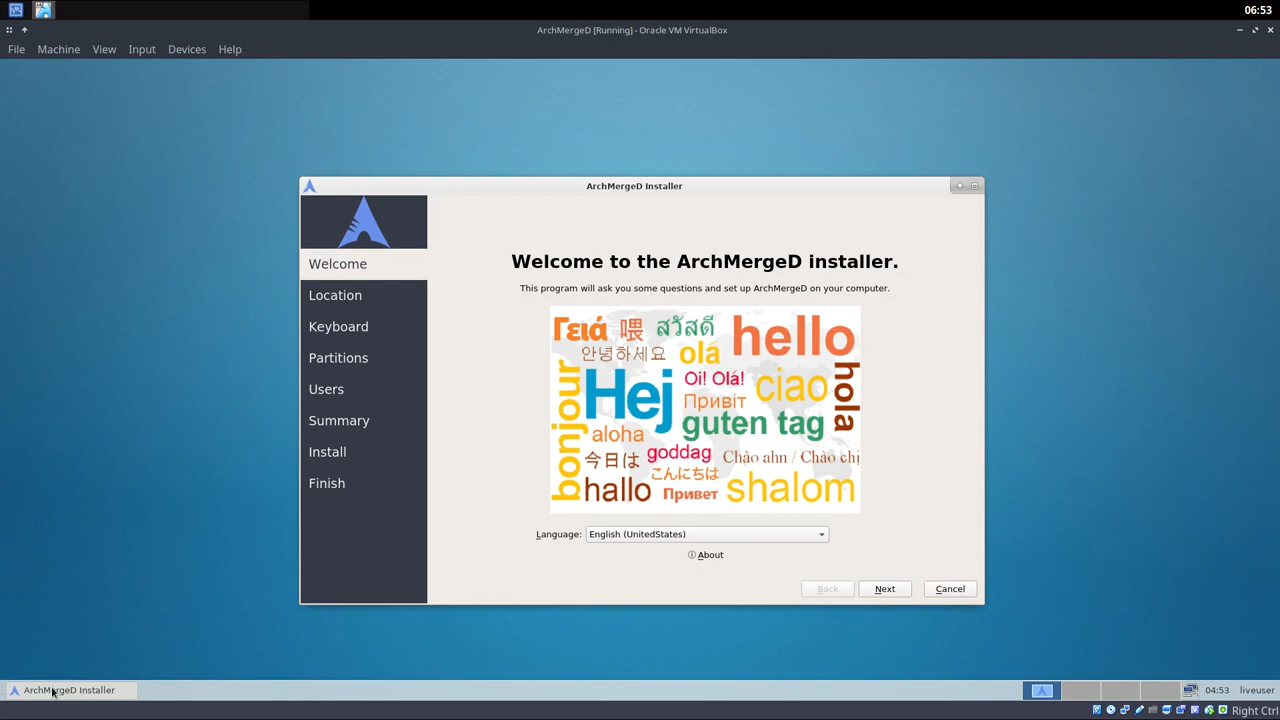 06:53
ArchMergeD [Running] - Oracle VM VirtualBox
File Machine View Input Devices Help
ArchMergeD Installer
Welcome
Location
Keyboard
Partitions
Users
Summary
Install
Finish
Welcome to the ArchMergeD installer.
This program will ask you some questions and set up ArchMergeD on your computer.
Γειά 喂 สวัสดี hello
안녕하세요 olá
bonjour Hej Oi! Olá! ciao hola
Привіт
guten tag
aloha
goddag Chào ahn / Chào chị
今日は こんにちは
hallo Привет shalom
Language: English (UnitedStates)
About
Back Next Cancel
ArchMergeD Installer 04:53 liveuser
Right Ctrl